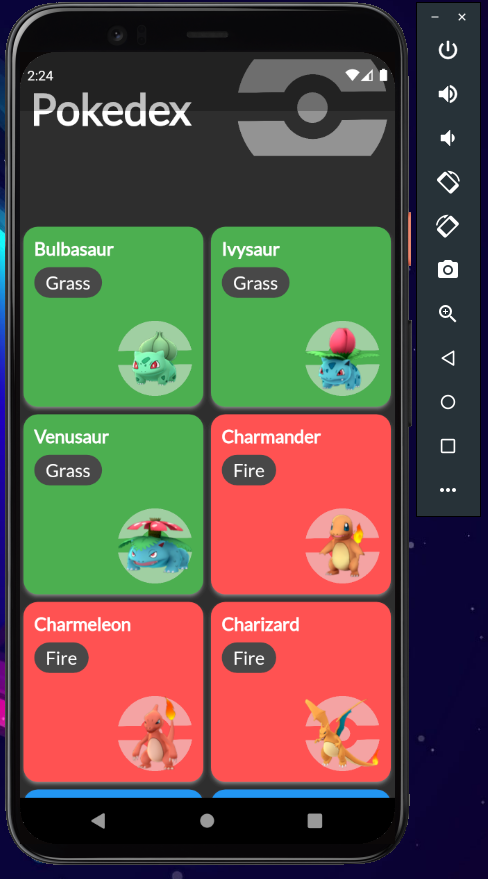 2:24
Pokedex
Bulbasaur
Grass
Ivysaur
Grass
Venusaur
Grass
Charmander
Fire
Charmeleon
Fire
Charizard
Fire